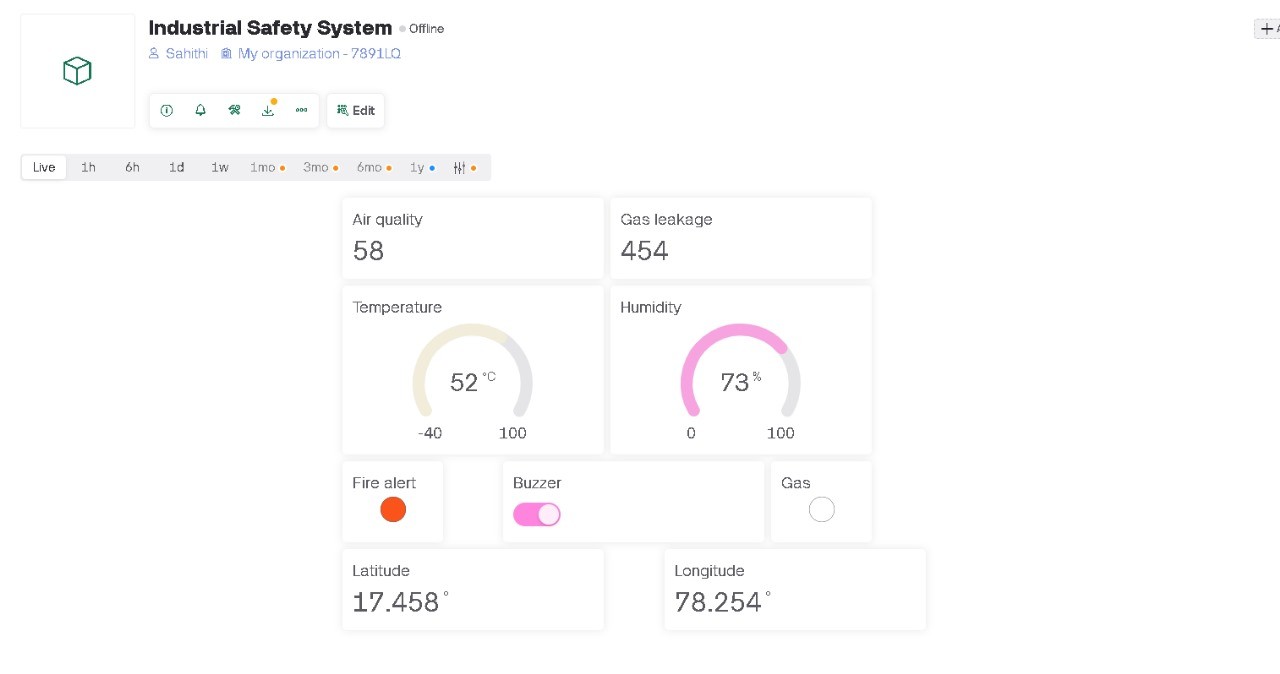 Industrial Safety System Offline
Sahithi My organization - 7891LQ
Edit
Live 1h 6h 1d 1w 1mo 3mo 6mo 1y
Air quality
58
Gas leakage
454
Temperature
52 °C
-40 100
Humidity
73 %
0 100
Fire alert
Buzzer
Gas
Latitude
17.458°
Longitude
78.254°